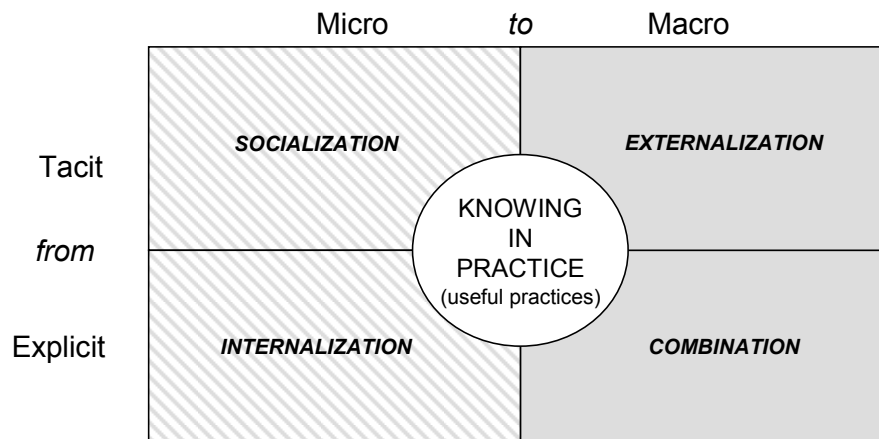 Micro to Macro
SOCIALIZATION EXTERNALIZATION
Tacit
KNOWING
IN
from PRACTICE
(useful practices)
Explicit INTERNALIZATION COMBINATION